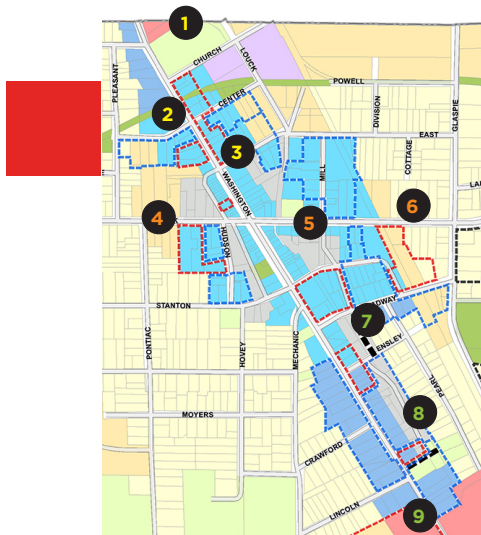 1
CHURCH
LOUCK
PLEASANT
POWELL
CENTER
GLASPIE
DIVISION
2
EAST
3
COTTAGE
MILL
WASHINGTON
4
5
6
HUDSON
STANTON
7
ENSLEY
PONTIAC
HOVEY
MECHANIC
PEARL
MOYERS
8
CRAWFORD
LINCOLN
9